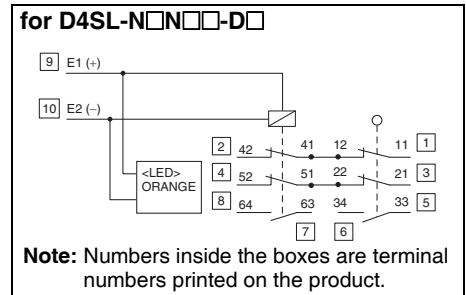 for D4SL-N□N□□-D□
9 E1 (+)
10 E2 (−)
2 42 41 12 11 1
<LED>
ORANGE
4 52 51 22 21 3
8 64 63 34 33 5
7 6
Note: Numbers inside the boxes are terminal
numbers printed on the product.